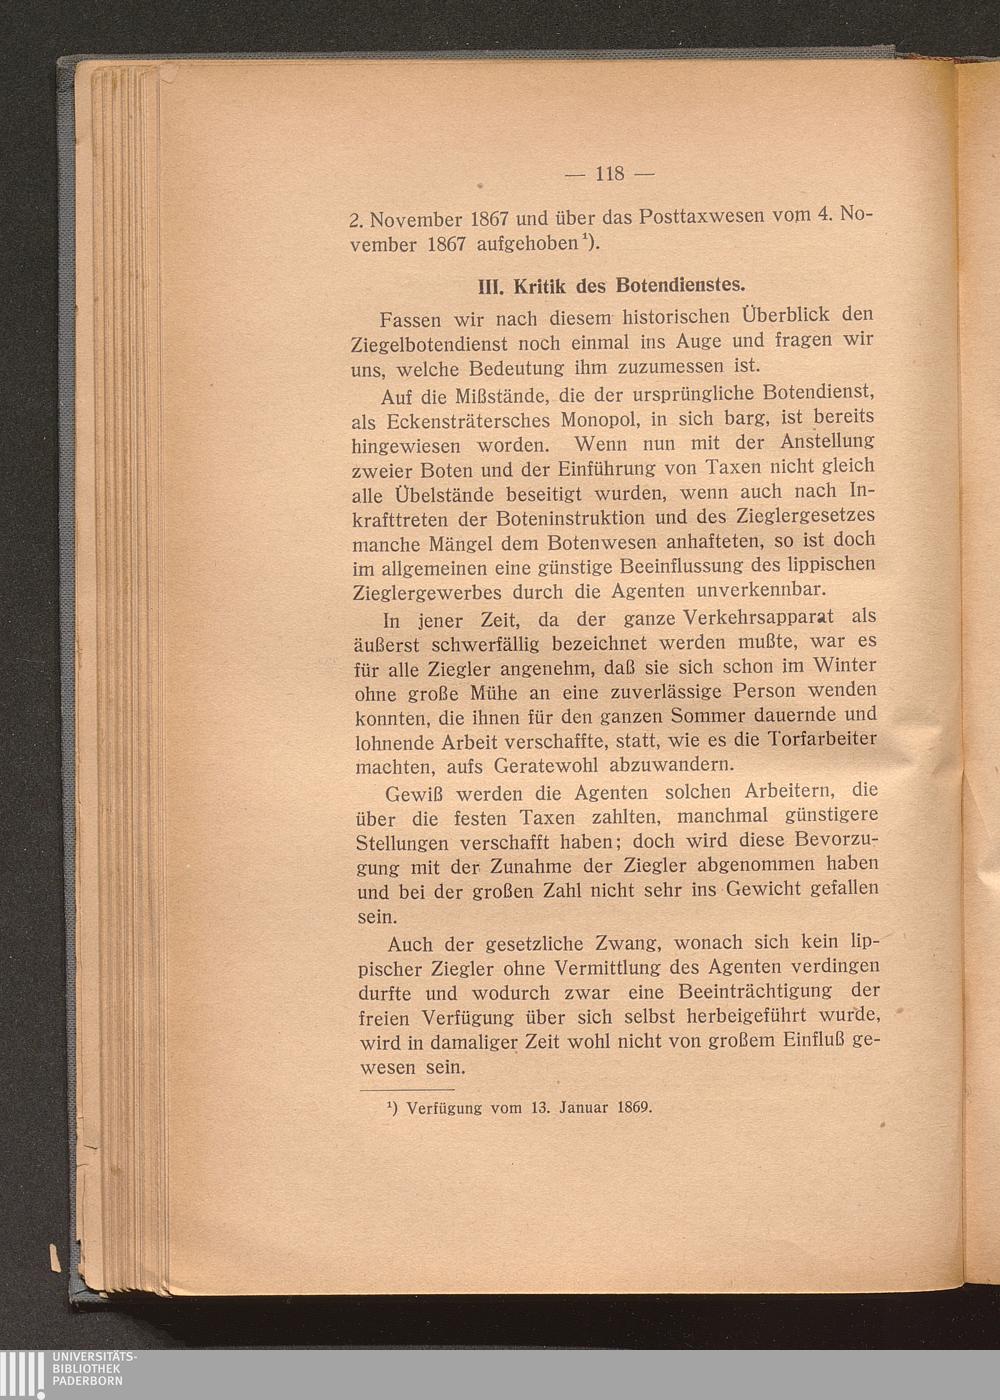 — 118 —
2. November 1867 und über das Posttaxwesen vom 4. No-
vember 1867 aufgehoben ¹).
III. Kritik des Botendienstes.
Fassen wir nach diesem historischen Überblick den
Ziegelbotendienst noch einmal ins Auge und fragen wir
uns, welche Bedeutung ihm zuzumessen ist.
Auf die Mißstände, die der ursprüngliche Botendienst,
als Eckensträtersches Monopol, in sich barg, ist bereits
hingewiesen worden. Wenn nun mit der Anstellung
zweier Boten und der Einführung von Taxen nicht gleich
alle Übelstände beseitigt wurden, wenn auch nach In-
krafttreten der Boteninstruktion und des Zieglergesetzes
manche Mängel dem Botenwesen anhafteten, so ist doch
im allgemeinen eine günstige Beeinflussung des lippischen
Zieglergewerbes durch die Agenten unverkennbar.
In jener Zeit, da der ganze Verkehrsapparat als
äußerst schwerfällig bezeichnet werden mußte, war es
für alle Ziegler angenehm, daß sie sich schon im Winter
ohne große Mühe an eine zuverlässige Person wenden
konnten, die ihnen für den ganzen Sommer dauernde und
lohnende Arbeit verschaffte, statt, wie es die Torfarbeiter
machten, aufs Geratewohl abzuwandern.
Gewiß werden die Agenten solchen Arbeitern, die
über die festen Taxen zahlten, manchmal günstigere
Stellungen verschafft haben; doch wird diese Bevorzu-
gung mit der Zunahme der Ziegler abgenommen haben
und bei der großen Zahl nicht sehr ins Gewicht gefallen
sein.
Auch der gesetzliche Zwang, wonach sich kein lip-
pischer Ziegler ohne Vermittlung des Agenten verdingen
durfte und wodurch zwar eine Beeinträchtigung der
freien Verfügung über sich selbst herbeigeführt wurde,
wird in damaliger Zeit wohl nicht von großem Einfluß ge-
wesen sein.
¹) Verfügung vom 13. Januar 1869.
UNIVERSITÄTS-
BIBLIOTHEK
PADERBORN